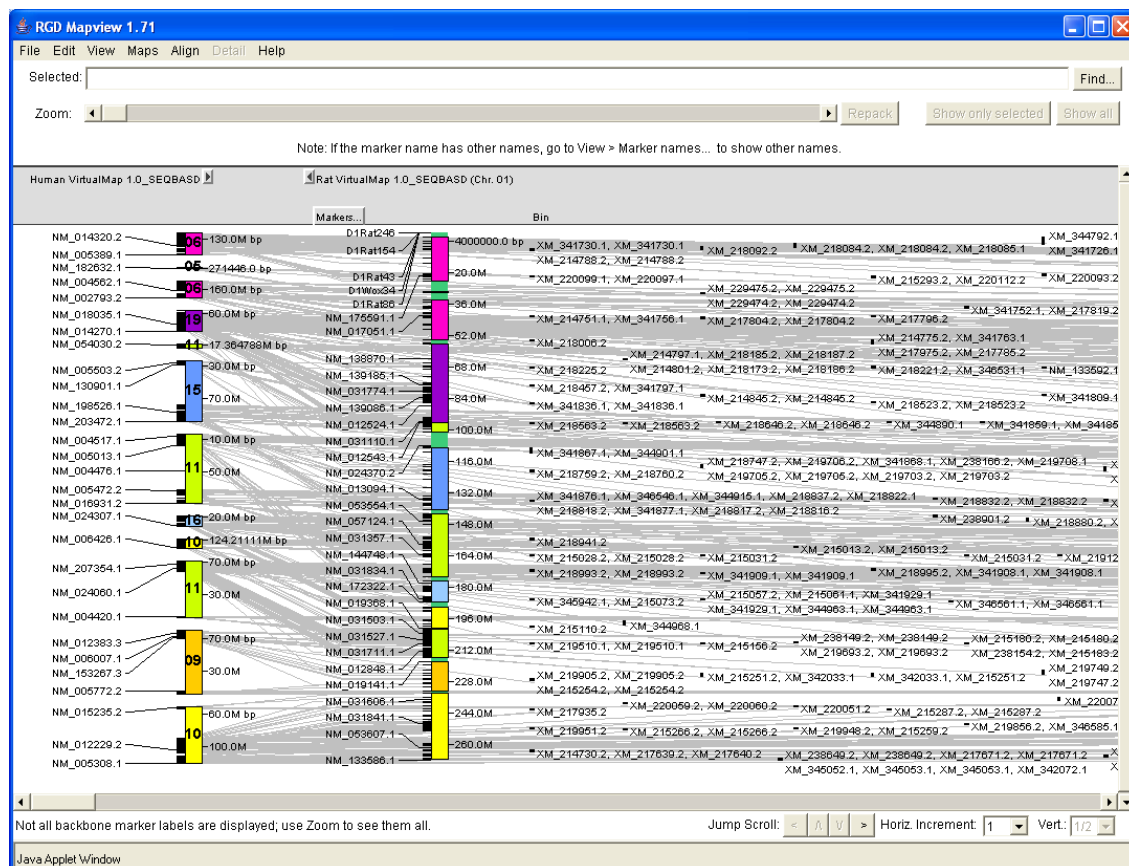 RGD Mapview 1.71
File Edit View Maps Align Detail Help
Selected: Find...
Zoom: Repack Show only selected Show all
Note: If the marker name has other names, go to View > Marker names... to show other names.
Human VirtualMap 1.0_SEQBASD Rat VirtualMap 1.0_SEQBASD (Chr. 01)
Markers... Bin
NM_014320.2
NM_005389.1
NM_182632.1
NM_004562.1
NM_002793.2
NM_018035.1
NM_014270.1
NM_054030.2
NM_005503.2
NM_130901.1
NM_198526.1
NM_203472.1
NM_004517.1
NM_005013.1
NM_004476.1
NM_005472.2
NM_016931.2
NM_024307.1
NM_006426.1
NM_207354.1
NM_024060.1
NM_004420.1
NM_012383.3
NM_006007.1
NM_153267.3
NM_005772.2
NM_015235.2
NM_012229.2
NM_005308.1
06 130.0M bp
05 271446.0 bp
06 160.0M bp
19 60.0M bp
11 17.364788M bp
30.0M bp
15
70.0M
10.0M bp
11 50.0M
16 20.0M bp
10 124.21111M bp
70.0M bp
11 30.0M
70.0M bp
09 30.0M
60.0M bp
10
100.0M
D1Rat246
D1Rat154
D1Rat43
D1Wox34
D1Rat86
NM_175591.1
NM_017051.1
NM_138870.1
NM_139185.1
NM_031774.1
NM_139086.1
NM_012524.1
NM_031110.1
NM_012543.1
NM_024370.2
NM_013094.1
NM_053554.1
NM_057124.1
NM_031357.1
NM_144748.1
NM_031834.1
NM_172322.1
NM_019368.1
NM_031503.1
NM_031527.1
NM_031711.1
NM_012848.1
NM_019141.1
NM_031606.1
NM_031841.1
NM_053607.1
NM_133586.1
4000000.0 bp
20.0M
36.0M
52.0M
68.0M
84.0M
100.0M
116.0M
132.0M
148.0M
164.0M
180.0M
196.0M
212.0M
228.0M
244.0M
260.0M
XM_344792.1
XM_341730.1, XM_341730.1 XM_218092.2 XM_218084.2, XM_218084.2, XM_218085.1 XM_341726.1
XM_214788.2, XM_214788.2
XM_220099.1, XM_220097.1 XM_215293.2, XM_220112.2 XM_220093.2
XM_229475.2, XM_229475.2
XM_229474.2, XM_229474.2 XM_341752.1, XM_217819.2
XM_214751.1, XM_341756.1 XM_217804.2, XM_217804.2 XM_217796.2
XM_218006.2 XM_214775.2, XM_341763.1
XM_214797.1, XM_218185.2, XM_218187.2 XM_217975.2, XM_217785.2
XM_218225.2 XM_214801.2, XM_218173.2, XM_218186.2 XM_218221.2, XM_346531.1 NM_133592.1
XM_218457.2, XM_341797.1
XM_341836.1, XM_341836.1 XM_214845.2, XM_214845.2 XM_218523.2, XM_218523.2 XM_341809.1
XM_218563.2 XM_218563.2 XM_218646.2, XM_218646.2 XM_344890.1 XM_341859.1, XM_34185
XM_341867.1, XM_344901.1 XM_218747.2, XM_219706.2, XM_341868.1, XM_238166.2, XM_219708.1 X
XM_218759.2, XM_218760.2 XM_219705.2, XM_219705.2, XM_219703.2, XM_219703.2 X
XM_341876.1, XM_346546.1, XM_344915.1, XM_218837.2, XM_218822.1 XM_218832.2, XM_218832.2 X
XM_218818.2, XM_341877.1, XM_218817.2, XM_218816.2
XM_238901.2 XM_218880.2, X
XM_218941.2 XM_215013.2, XM_215013.2
XM_215028.2, XM_215028.2 XM_215031.2 XM_215031.2 XM_21912
XM_218993.2, XM_218993.2 XM_341909.1, XM_341909.1 XM_218995.2, XM_341908.1, XM_341908.1
XM_215057.2, XM_215061.1, XM_341929.1
XM_345942.1, XM_215073.2 XM_341929.1, XM_344963.1, XM_344963.1 XM_346561.1, XM_346561.1
XM_215110.2 XM_344968.1
XM_219510.1, XM_219510.1 XM_215156.2 XM_238149.2, XM_238149.2 XM_215180.2, XM_215180.2
XM_219693.2, XM_219693.2 XM_238154.2, XM_215183.2
XM_219905.2, XM_219905.2 XM_215251.2, XM_342033.1 XM_342033.1, XM_215251.2 XM_219749.2
XM_215254.2, XM_215254.2 XM_219747.2
XM_217935.2 XM_220059.2, XM_220060.2 XM_220051.2 XM_215287.2, XM_215287.2 XM_22007
XM_219951.2 XM_215266.2, XM_215266.2 XM_219948.2, XM_215259.2 XM_219856.2, XM_346585.1
XM_214730.2, XM_217639.2, XM_217640.2 XM_238649.2, XM_238649.2, XM_217671.2, XM_217671.2 X
XM_345052.1, XM_345053.1, XM_345053.1, XM_342072.1 X
Not all backbone marker labels are displayed; use Zoom to see them all. Jump Scroll: < Λ V > Horiz. Increment: 1 Vert.: 1/2
Java Applet Window